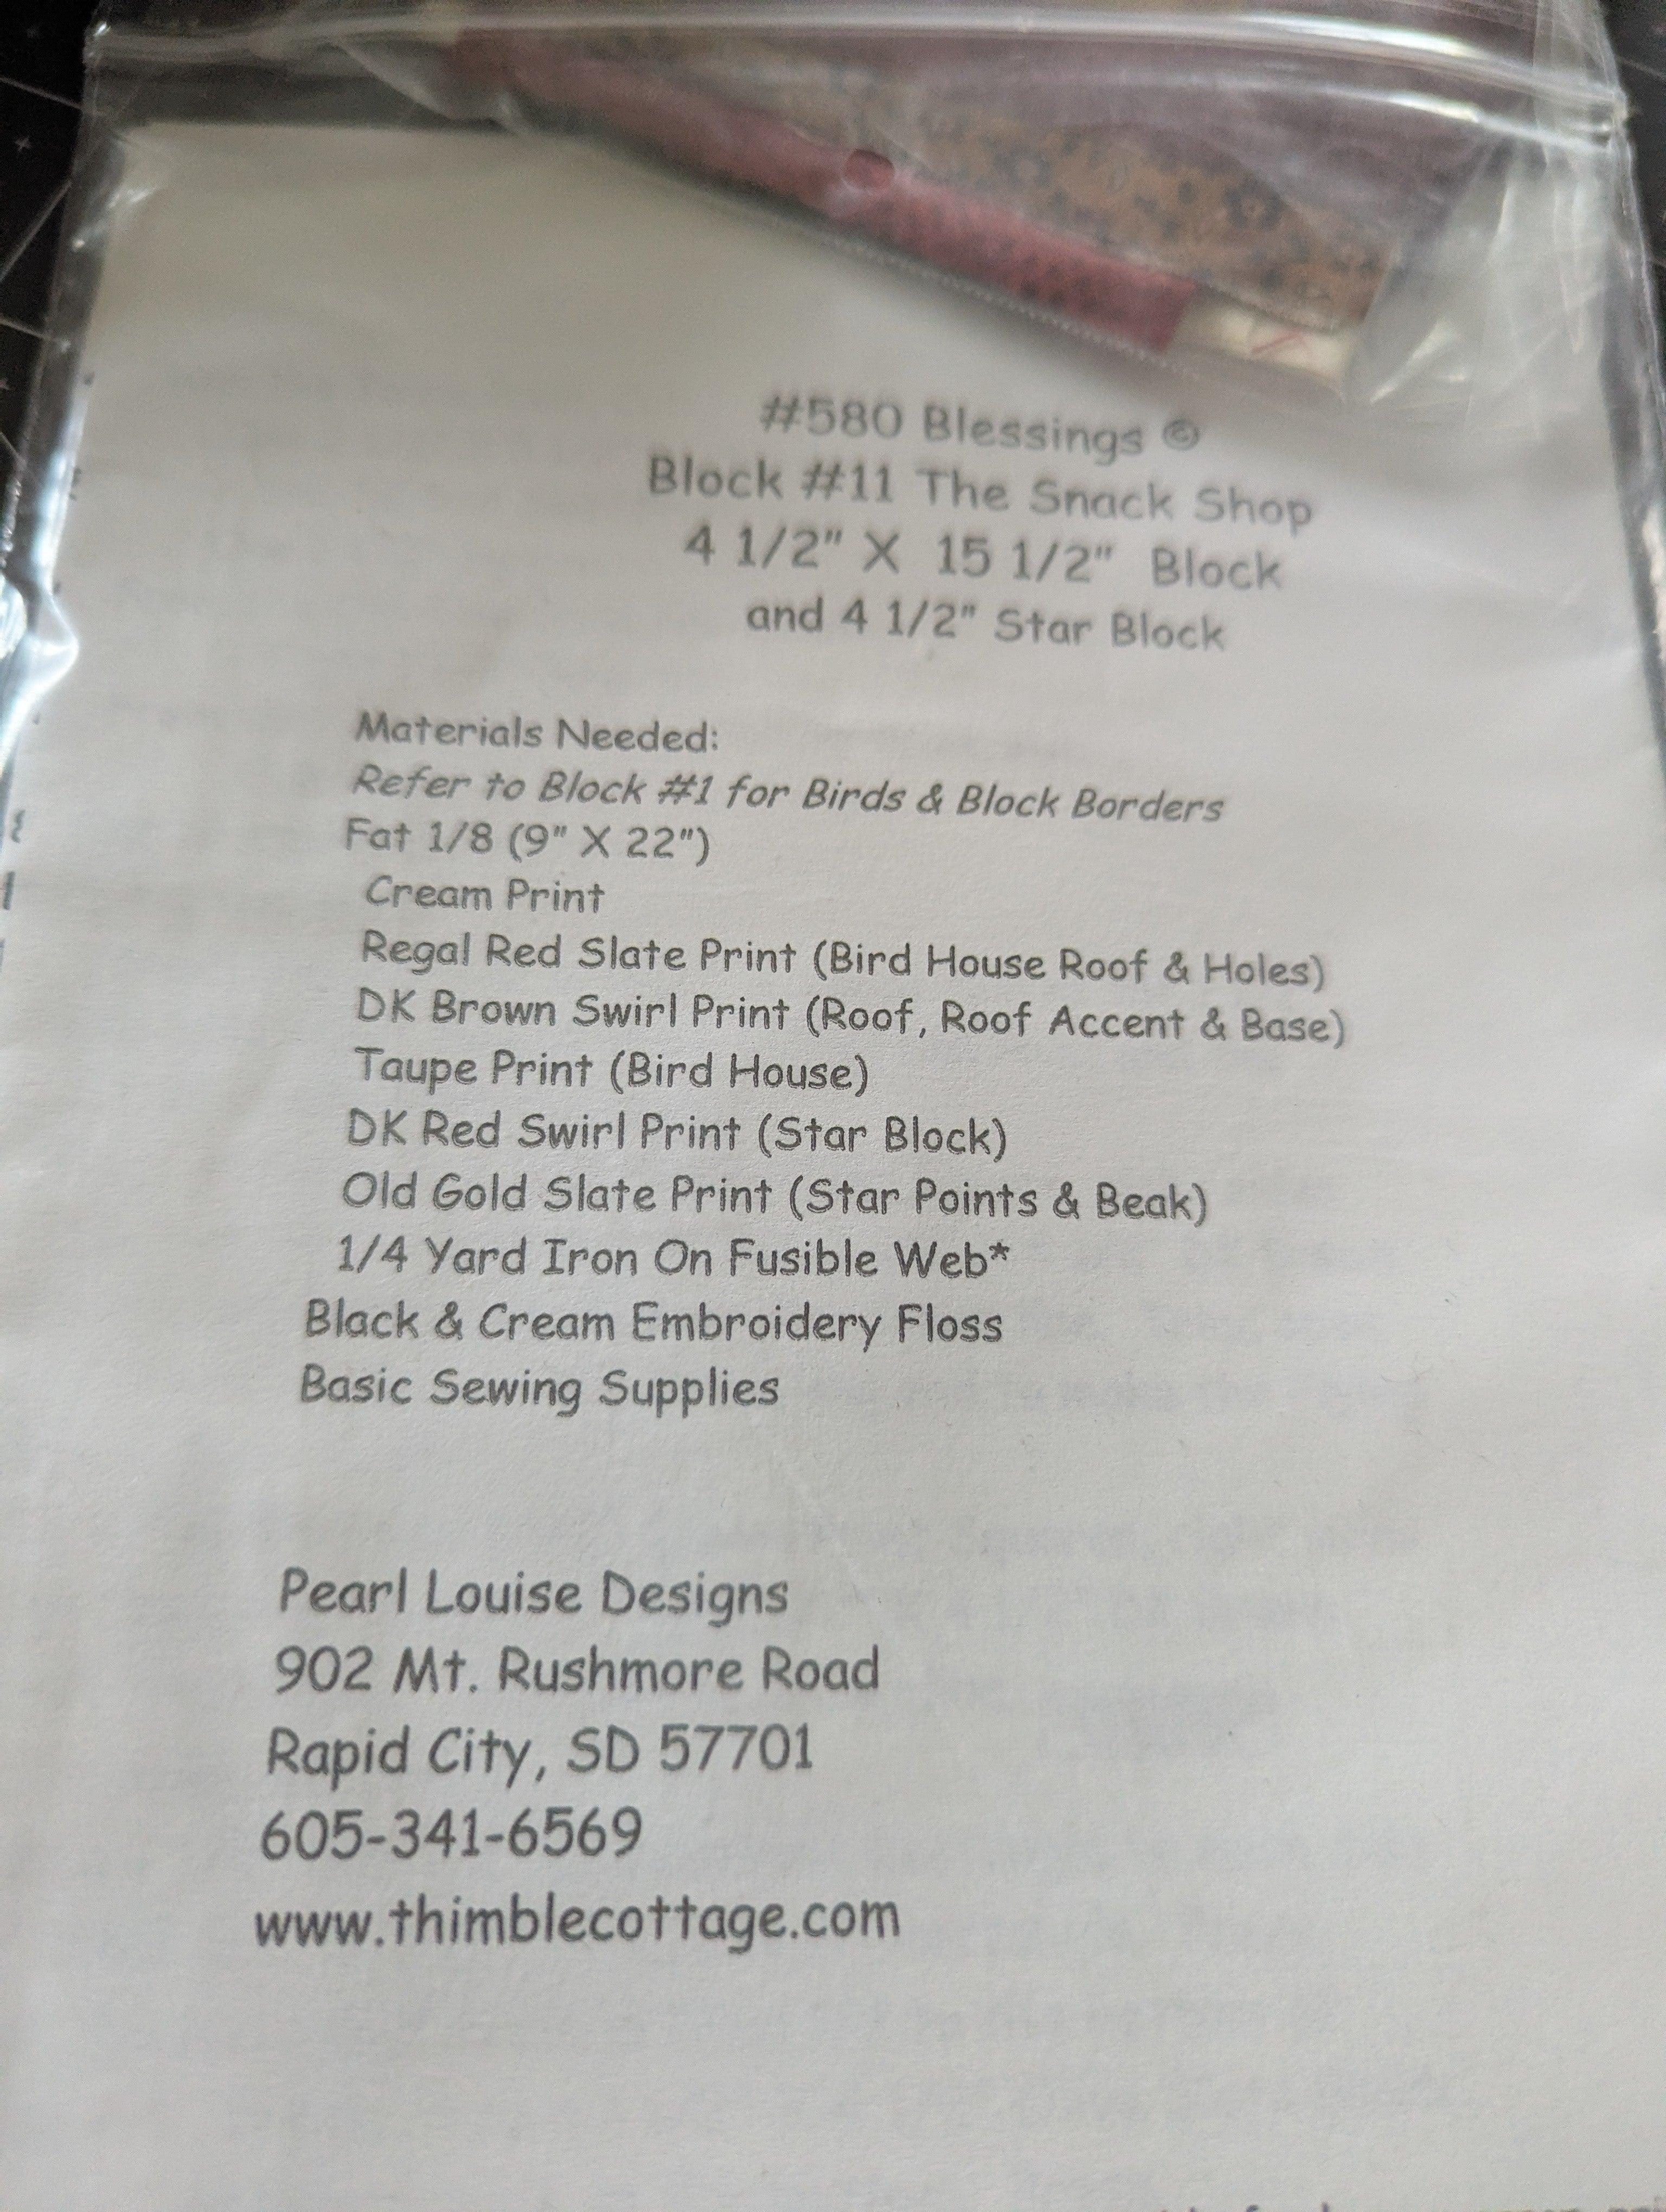 #580 Blessings ©
Block #11 The Snack Shop
4 1/2" X 15 1/2" Block
and 4 1/2" Star Block
Materials Needed:
Refer to Block #1 for Birds & Block Borders
Fat 1/8 (9" X 22")
Cream Print
Regal Red Slate Print (Bird House Roof & Holes)
DK Brown Swirl Print (Roof, Roof Accent & Base)
Taupe Print (Bird House)
DK Red Swirl Print (Star Block)
Old Gold Slate Print (Star Points & Beak)
1/4 Yard Iron On Fusible Web*
Black & Cream Embroidery Floss
Basic Sewing Supplies
Pearl Louise Designs
902 Mt. Rushmore Road
Rapid City, SD 57701
605-341-6569
www.thimblecottage.com